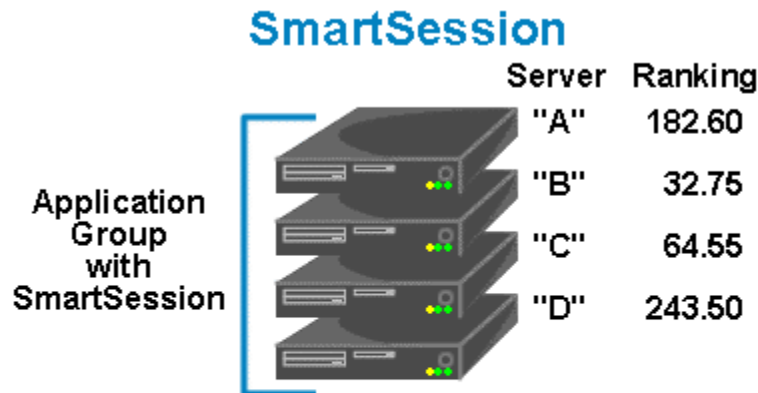 SmartSession
Server Ranking
"A" 182.60
"B" 32.75
"C" 64.55
"D" 243.50
Application
Group
with
SmartSession